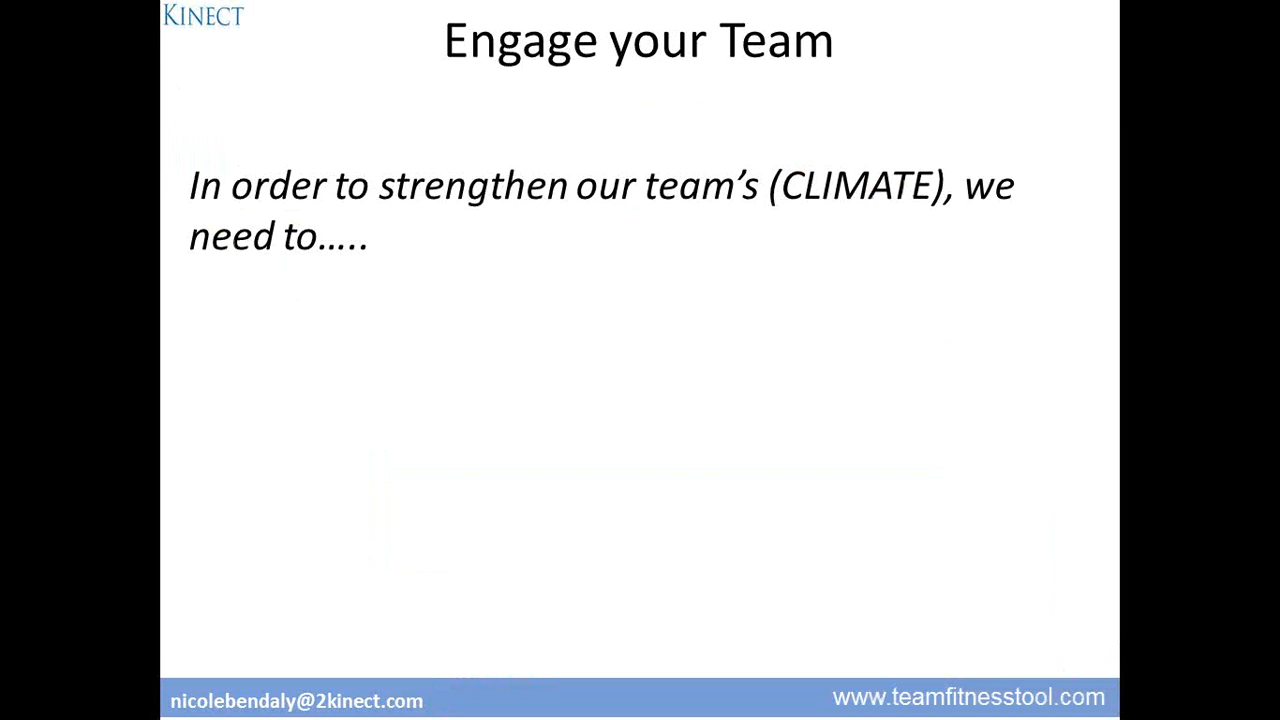 KINECT
Engage your Team
In order to strengthen our team’s (CLIMATE), we
need to…..
nicolebendaly@2kinect.com
www.teamfitnesstool.com